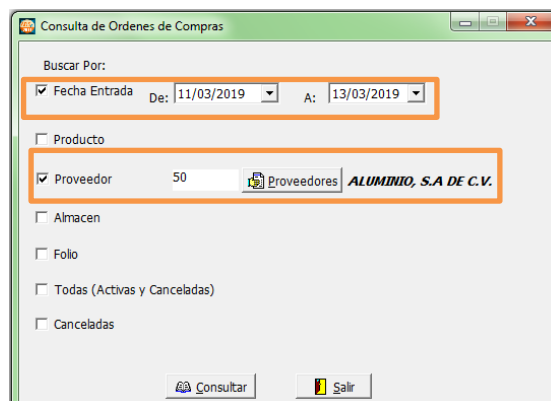 Consulta de Ordenes de Compras
Buscar Por:
Fecha Entrada De: 11/03/2019 A: 13/03/2019
Producto
Proveedor 50 Proveedores ALUMINIO, S.A DE C.V.
Almacen
Folio
Todas (Activas y Canceladas)
Canceladas
Consultar Salir